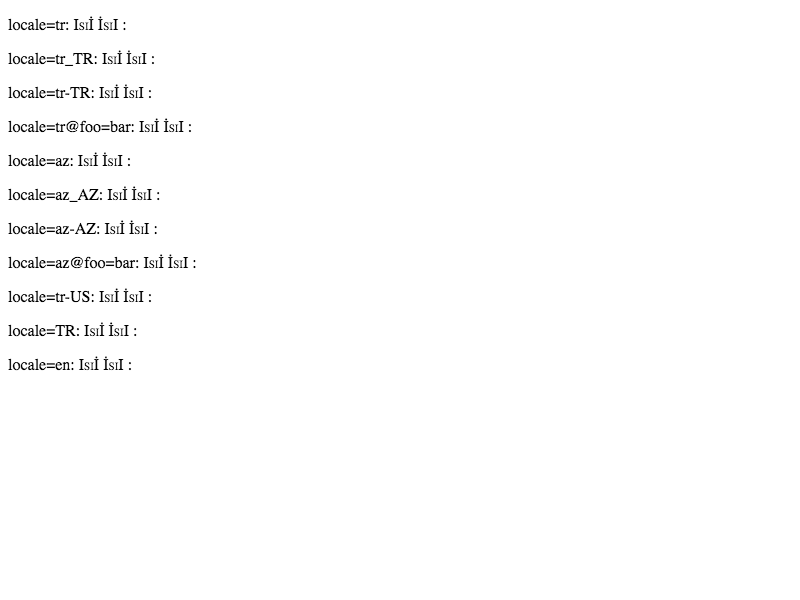 locale=tr: Isıİ İsıI :
locale=tr_TR: Isıİ İsıI :
locale=tr-TR: Isıİ İsıI :
locale=tr@foo=bar: Isıİ İsıI :
locale=az: Isıİ İsıI :
locale=az_AZ: Isıİ İsıI :
locale=az-AZ: Isıİ İsıI :
locale=az@foo=bar: Isıİ İsıI :
locale=tr-US: Isıİ İsıI :
locale=TR: Isıİ İsıI :
locale=en: Isıİ İsıI :